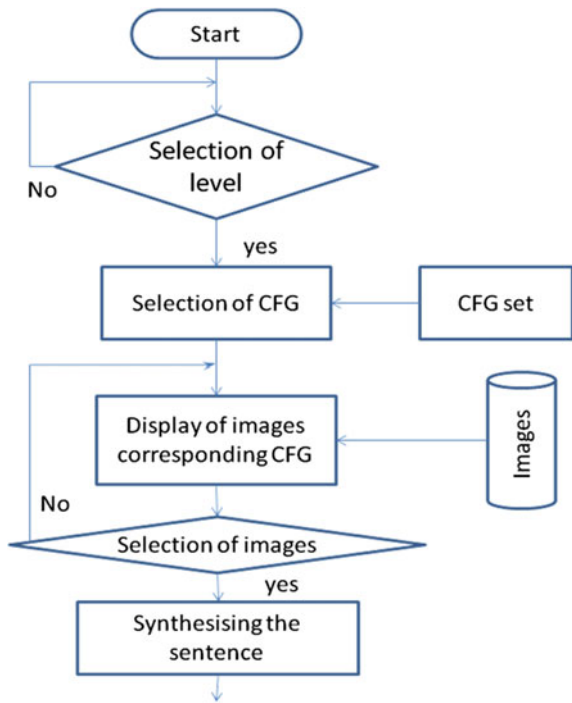 Start
Selection of
level
No
yes
Selection of CFG
CFG set
Display of images
corresponding CFG
Images
No
Selection of images
yes
Synthesising the
sentence